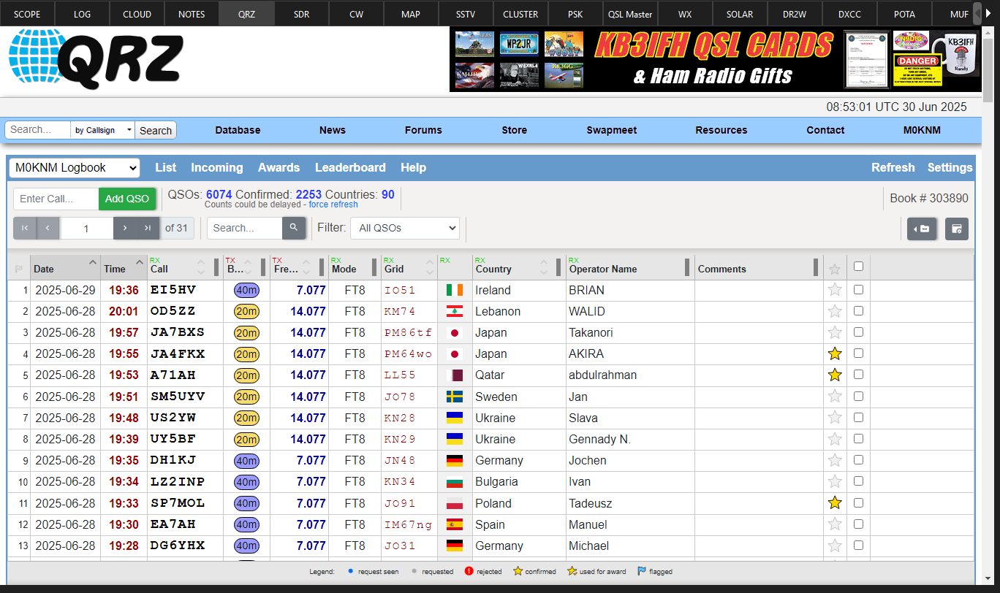 SCOPE LOG CLOUD NOTES QRZ SDR CW MAP SSTV CLUSTER PSK QSL Master WX SOLAR DR2W DXCC POTA MUF
QRZ
WP2JR
KB3IFH QSL CARDS
& Ham Radio Gifts
DANGER
KB3IFH
Randy
08:53:01 UTC 30 Jun 2025
Search... by Callsign Search Database News Forums Store Swapmeet Resources Contact M0KNM
M0KNM Logbook List Incoming Awards Leaderboard Help Refresh Settings
Enter Call... Add QSO QSOs: 6074 Confirmed: 2253 Countries: 90 Book # 303890
Counts could be delayed - force refresh
1 of 31 Search... Filter: All QSOs
RX TX TX RX RX RX RX RX
Date Time Call B... Fre... Mode Grid Country Operator Name Comments
1 2025-06-29 19:36 EI5HV 40m 7.077 FT8 IO51 Ireland BRIAN
2 2025-06-28 20:01 OD5ZZ 20m 14.077 FT8 KM74 Lebanon WALID
3 2025-06-28 19:57 JA7BXS 20m 14.077 FT8 PM86tf Japan Takanori
4 2025-06-28 19:55 JA4FKX 20m 14.077 FT8 PM64wo Japan AKIRA
5 2025-06-28 19:53 A71AH 20m 14.077 FT8 LL55 Qatar abdulrahman
6 2025-06-28 19:51 SM5UYV 20m 14.077 FT8 JO78 Sweden Jan
7 2025-06-28 19:48 US2YW 20m 14.077 FT8 KN28 Ukraine Slava
8 2025-06-28 19:39 UY5BF 20m 14.077 FT8 KN29 Ukraine Gennady N.
9 2025-06-28 19:35 DH1KJ 40m 7.077 FT8 JN48 Germany Jochen
10 2025-06-28 19:34 LZ2INP 40m 7.077 FT8 KN34 Bulgaria Ivan
11 2025-06-28 19:33 SP7MOL 40m 7.077 FT8 JO91 Poland Tadeusz
12 2025-06-28 19:30 EA7AH 40m 7.077 FT8 IM67ng Spain Manuel
13 2025-06-28 19:28 DG6YHX 40m 7.077 FT8 JO31 Germany Michael
Legend: request seen requested rejected confirmed used for award flagged